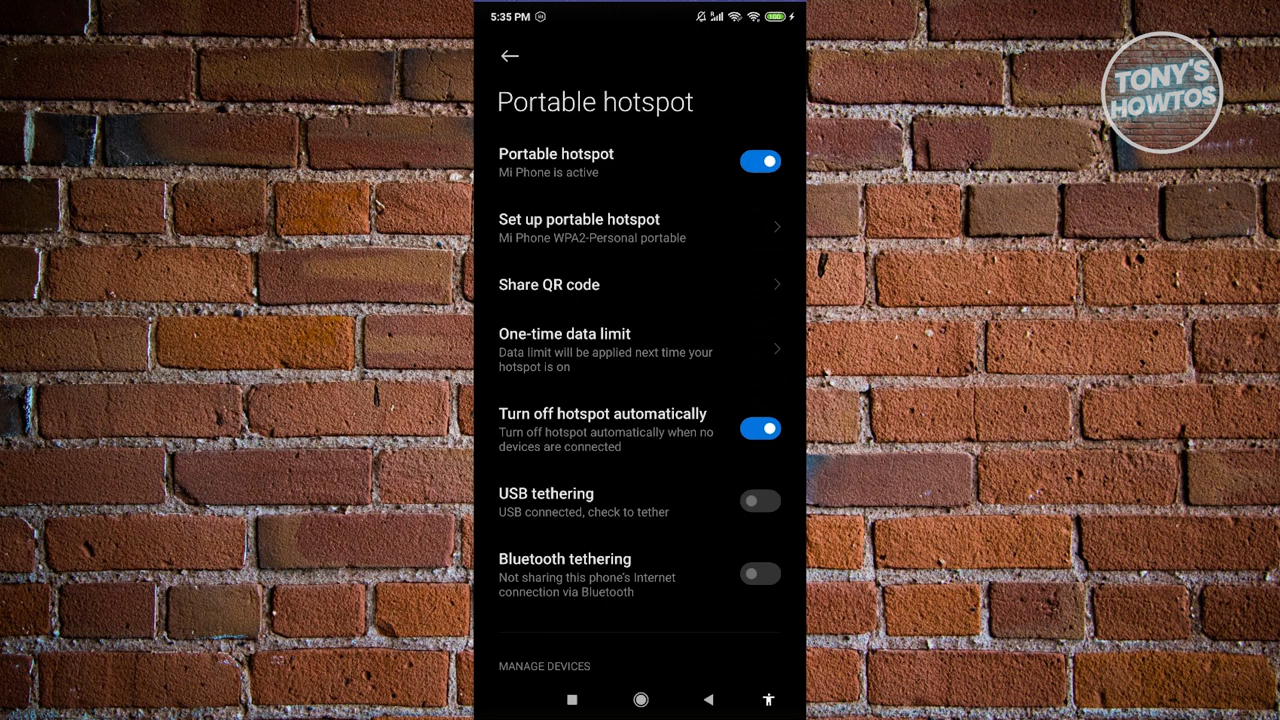 5:35 PM
100
TONY'S
HOWTOS
Portable hotspot
Portable hotspot
Mi Phone is active
Set up portable hotspot
Mi Phone WPA2-Personal portable
Share QR code
One-time data limit
Data limit will be applied next time your
hotspot is on
Turn off hotspot automatically
Turn off hotspot automatically when no
devices are connected
USB tethering
USB connected, check to tether
Bluetooth tethering
Not sharing this phone's Internet
connection via Bluetooth
MANAGE DEVICES